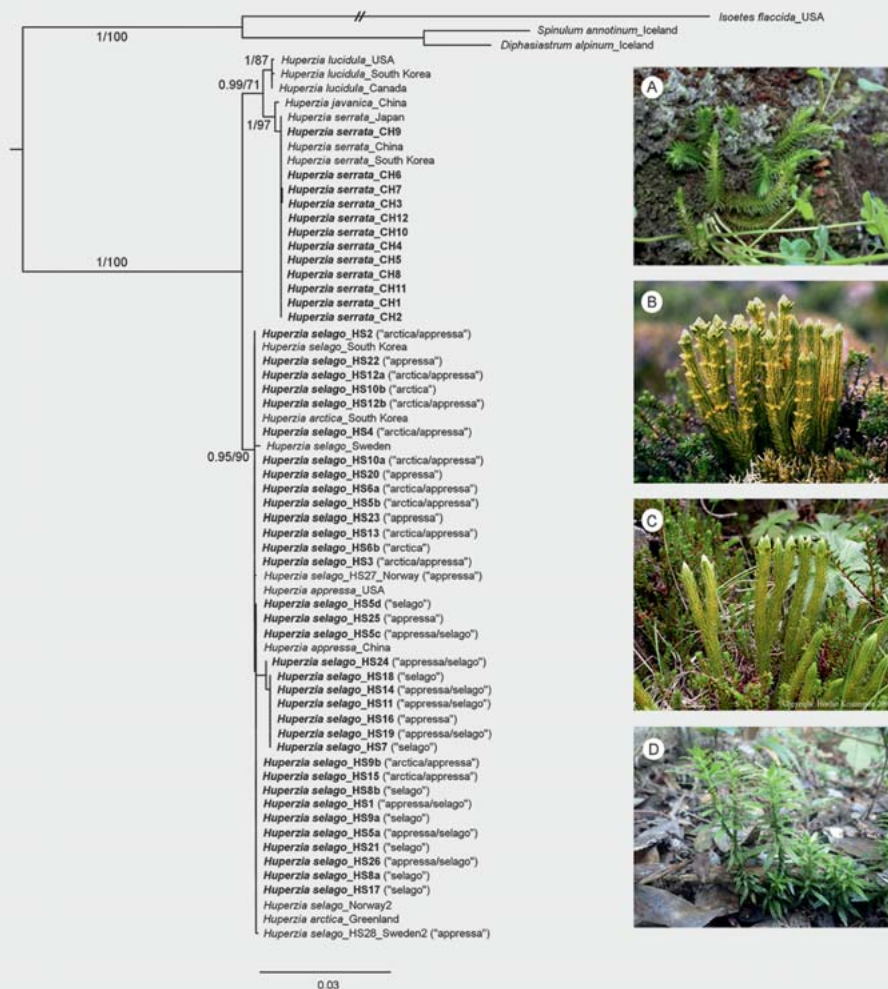 Isoetes flaccida_USA
Spinulum annotinum_Iceland
1/100
Diphasiastrum alpinum_Iceland
1/87
Huperzia lucidula_USA
Huperzia lucidula_South Korea
0.99/71
Huperzia lucidula_Canada
Huperzia javanica_China
Huperzia serrata_Japan
1/97
Huperzia serrata_CH9
Huperzia serrata_China
Huperzia serrata_South Korea
Huperzia serrata_CH6
Huperzia serrata_CH7
Huperzia serrata_CH3
Huperzia serrata_CH12
Huperzia serrata_CH10
Huperzia serrata_CH4
Huperzia serrata_CH5
1/100
Huperzia serrata_CH8
Huperzia serrata_CH11
Huperzia serrata_CH1
Huperzia serrata_CH2
Huperzia selago_HS2 ("arctica/appressa")
Huperzia selago_South Korea
Huperzia selago_HS22 ("appressa")
Huperzia selago_HS12a ("arctica/appressa")
Huperzia selago_HS10b ("arctica")
Huperzia selago_HS12b ("arctica/appressa")
Huperzia arctica_South Korea
Huperzia selago_HS4 ("arctica/appressa")
Huperzia selago_Sweden
0.95/90
Huperzia selago_HS10a ("arctica/appressa")
Huperzia selago_HS20 ("appressa")
Huperzia selago_HS6a ("arctica/appressa")
Huperzia selago_HS5b ("arctica/appressa")
Huperzia selago_HS23 ("appressa")
Huperzia selago_HS13 ("arctica/appressa")
Huperzia selago_HS6b ("arctica")
Huperzia selago_HS3 ("arctica/appressa")
Huperzia selago_HS27_Norway ("appressa")
Huperzia appressa_USA
Huperzia selago_HS5d ("selago")
Huperzia selago_HS25 ("appressa")
Huperzia selago_HS5c ("appressa/selago")
Huperzia appressa_China
Huperzia selago_HS24 ("appressa/selago")
Huperzia selago_HS18 ("selago")
Huperzia selago_HS14 ("appressa/selago")
Huperzia selago_HS11 ("appressa/selago")
Huperzia selago_HS16 ("appressa")
Huperzia selago_HS19 ("appressa/selago")
Huperzia selago_HS7 ("selago")
Huperzia selago_HS9b ("arctica/appressa")
Huperzia selago_HS15 ("arctica/appressa")
Huperzia selago_HS8b ("selago")
Huperzia selago_HS1 ("appressa/selago")
Huperzia selago_HS9a ("selago")
Huperzia selago_HS5a ("appressa/selago")
Huperzia selago_HS21 ("selago")
Huperzia selago_HS26 ("appressa/selago")
Huperzia selago_HS8a ("selago")
Huperzia selago_HS17 ("selago")
Huperzia selago_Norway2
Huperzia arctica_Greenland
Huperzia selago_HS28_Sweden2 ("appressa")
0.03
A
B
C
Copyright
D